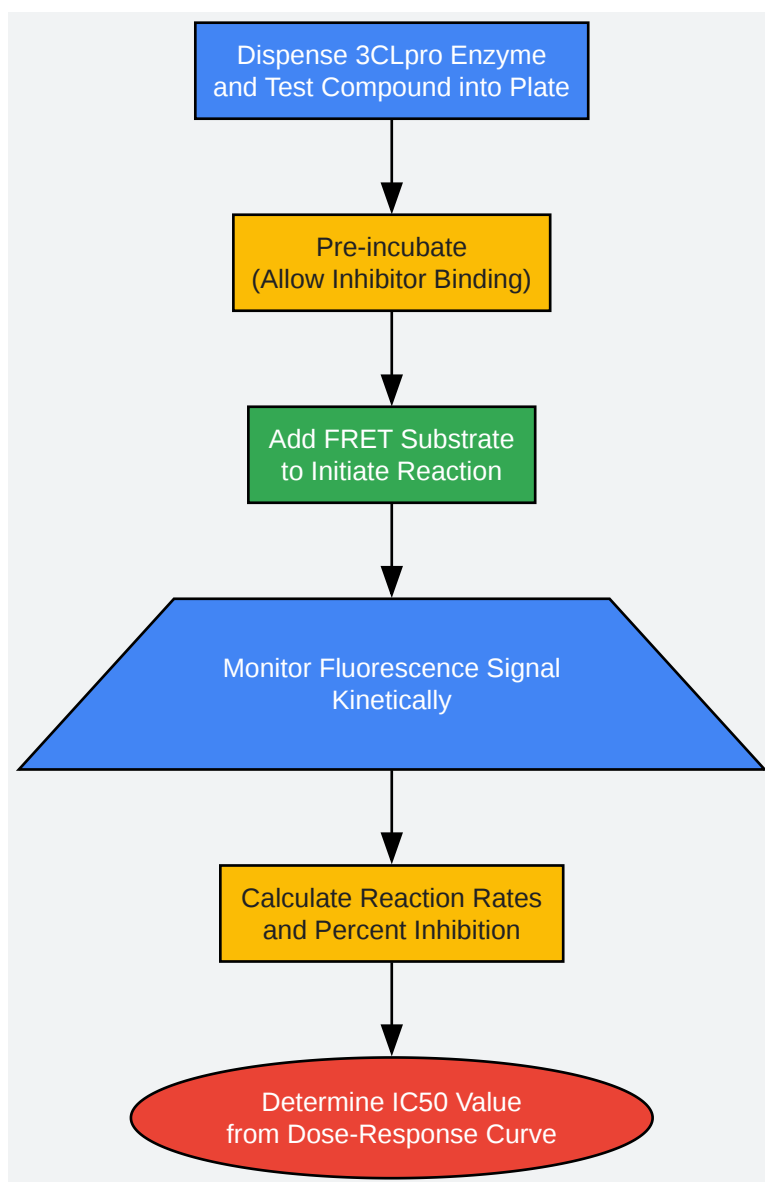 Dispense 3CLpro Enzyme
and Test Compound into Plate
Pre-incubate
(Allow Inhibitor Binding)
Add FRET Substrate
to Initiate Reaction
Monitor Fluorescence Signal
Kinetically
Calculate Reaction Rates
and Percent Inhibition
Determine IC50 Value
from Dose-Response Curve